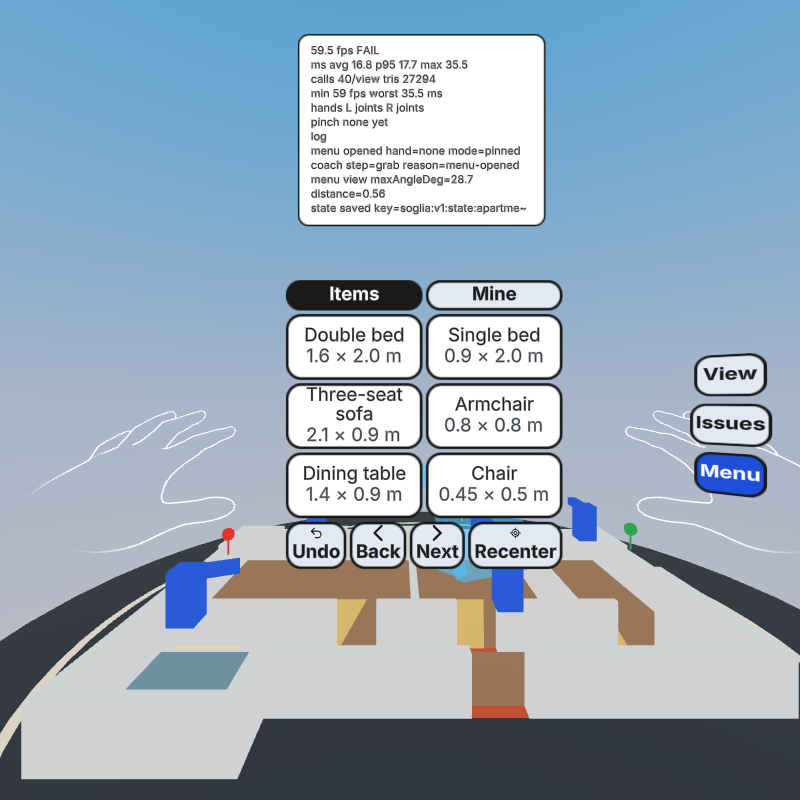 59.5 fps FAIL
ms avg 16.8 p95 17.7 max 35.5
calls 40/view tris 27294
min 59 fps worst 35.5 ms
hands L joints R joints
pinch none yet
log
menu opened hand=none mode=pinned
coach step=grab reason=menu-opened
menu view maxAngleDeg=28.7
distance=0.56
state saved key=soglia:v1:state:apartme~
Items
Mine
Double bed
1.6 × 2.0 m
Single bed
0.9 × 2.0 m
Three-seat
sofa
2.1 × 0.9 m
Armchair
0.8 × 0.8 m
Dining table
1.4 × 0.9 m
Chair
0.45 × 0.5 m
Undo
Back
Next
Recenter
View
Issues
Menu